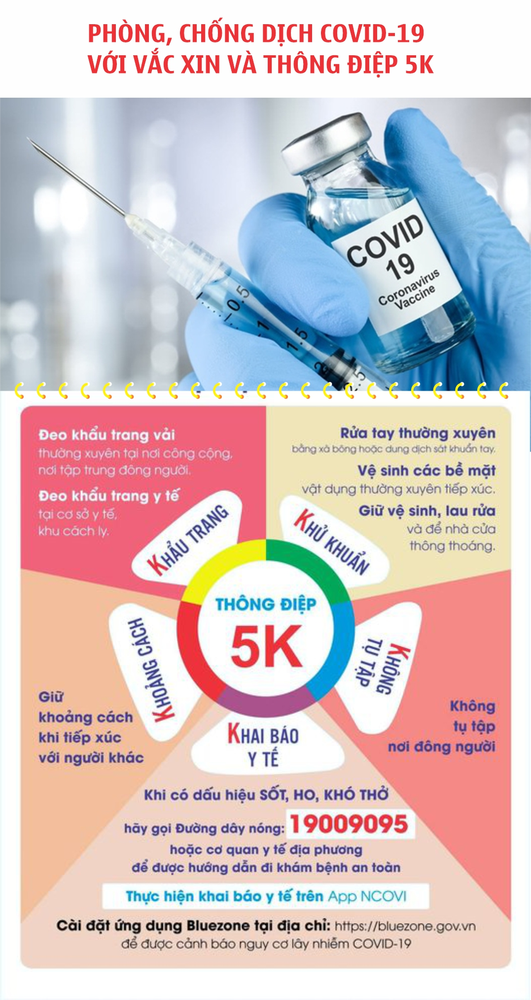 PHÒNG, CHỐNG DỊCH COVID-19
VỚI VẮC XIN VÀ THÔNG ĐIỆP 5K
COVID
19
Coronavirus
Vaccine
0.5
1
1.5
2
2.5
Đeo khẩu trang vải
thường xuyên tại nơi công cộng,
nơi tập trung đông người.
Đeo khẩu trang y tế
tại cơ sở y tế,
khu cách ly.
Rửa tay thường xuyên
bằng xà bông hoặc dung dịch sát khuẩn tay.
Vệ sinh các bề mặt
vật dụng thường xuyên tiếp xúc.
Giữ vệ sinh, lau rửa
và để nhà cửa
thông thoáng.
KHẨU TRANG
KHỬ KHUẨN
THÔNG ĐIỆP
5K
KHOẢNG CÁCH
KHÔNG
TỤ TẬP
Giữ
khoảng cách
khi tiếp xúc
với người khác
Không
tụ tập
nơi đông người
KHAI BÁO
Y TẾ
Khi có dấu hiệu SỐT, HO, KHÓ THỞ
hãy gọi Đường dây nóng: 19009095
hoặc cơ quan y tế địa phương
để được hướng dẫn đi khám bệnh an toàn
Thực hiện khai báo y tế trên App NCOVI
Cài đặt ứng dụng Bluezone tại địa chỉ: https://bluezone.gov.vn
để được cảnh báo nguy cơ lây nhiễm COVID-19